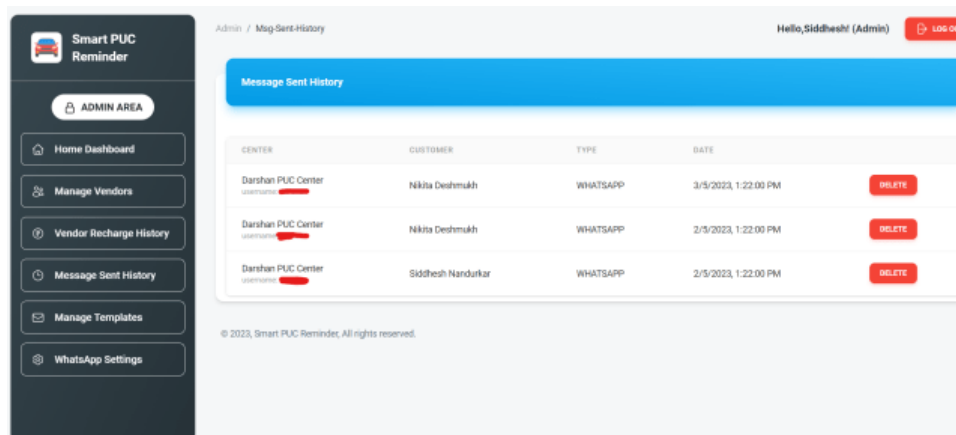 Smart PUC
Reminder
Admin / Msg-Sent-History
Hello,Siddhesh! (Admin)
LOG
Message Sent History
ADMIN AREA
Home Dashboard
Manage Vendors
Vendor Recharge History
Message Sent History
Manage Templates
WhatsApp Settings
CENTER CUSTOMER TYPE DATE
Darshan PUC Center
username:
Nikita Deshmukh WHATSAPP 3/5/2023, 1:22:00 PM DELETE
Darshan PUC Center
username:
Nikita Deshmukh WHATSAPP 2/5/2023, 1:22:00 PM DELETE
Darshan PUC Center
username:
Siddhesh Nandurkar WHATSAPP 2/5/2023, 1:22:00 PM DELETE
© 2023, Smart PUC Reminder, All rights reserved.